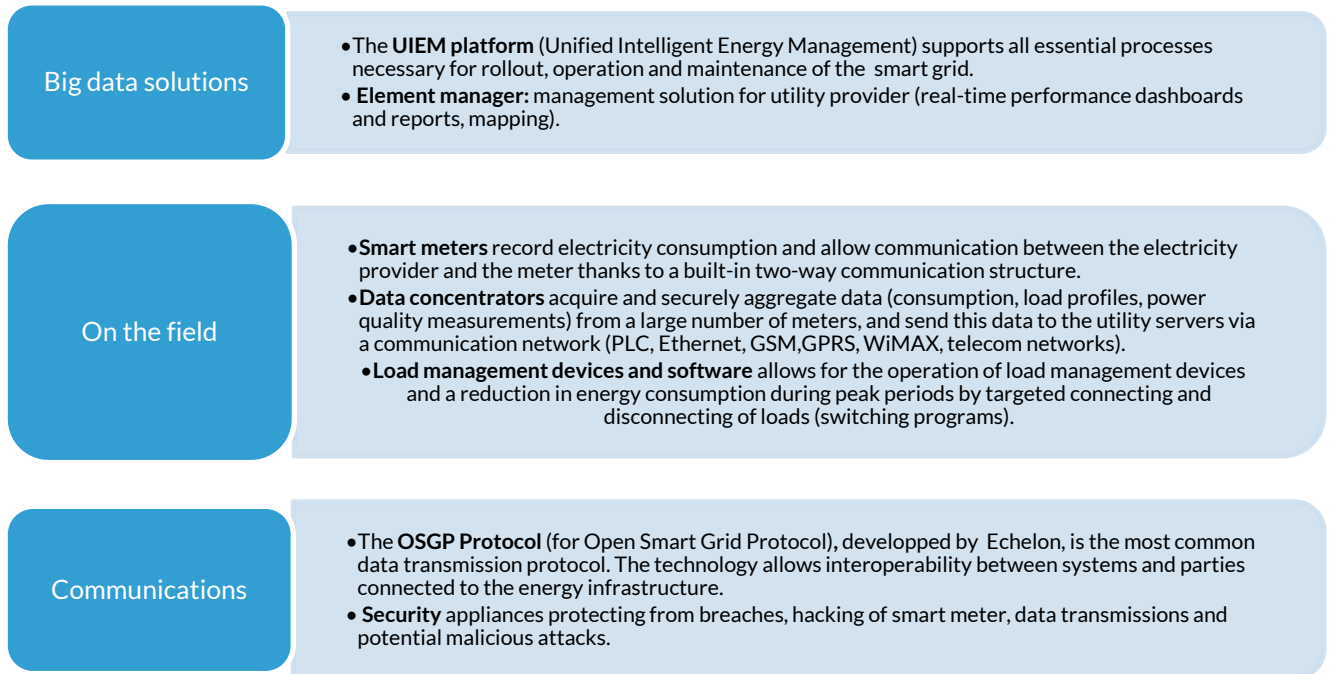 Big data solutions
•The UIEM platform (Unified Intelligent Energy Management) supports all essential processes
necessary for rollout, operation and maintenance of the smart grid.
• Element manager: management solution for utility provider (real-time performance dashboards
and reports, mapping).
On the field
•Smart meters record electricity consumption and allow communication between the electricity
provider and the meter thanks to a built-in two-way communication structure.
•Data concentrators acquire and securely aggregate data (consumption, load profiles, power
quality measurements) from a large number of meters, and send this data to the utility servers via
a communication network (PLC, Ethernet, GSM,GPRS, WiMAX, telecom networks).
•Load management devices and software allows for the operation of load management devices
and a reduction in energy consumption during peak periods by targeted connecting and
disconnecting of loads (switching programs).
Communications
•The OSGP Protocol (for Open Smart Grid Protocol), developped by Echelon, is the most common
data transmission protocol. The technology allows interoperability between systems and parties
connected to the energy infrastructure.
• Security appliances protecting from breaches, hacking of smart meter, data transmissions and
potential malicious attacks.